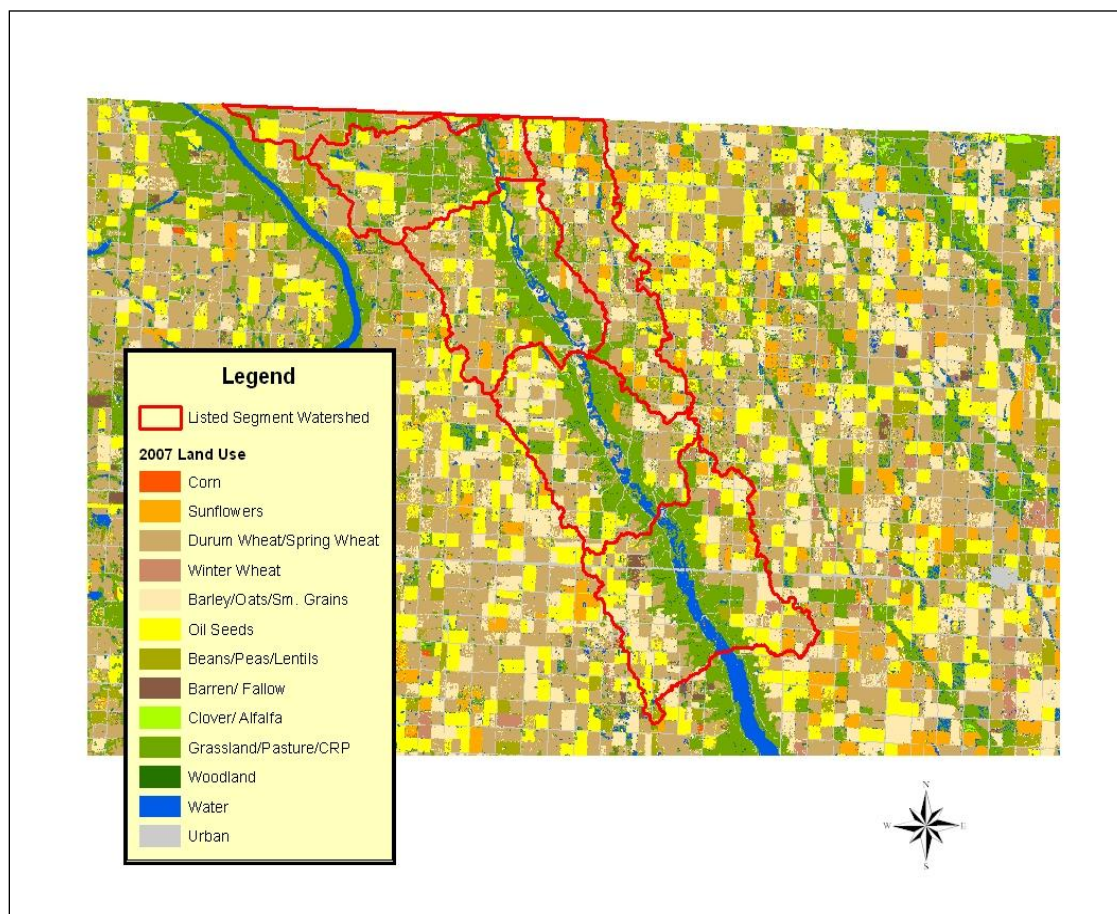 Legend
Listed Segment Watershed
2007 Land Use
Corn
Sunflowers
Durum Wheat/Spring Wheat
Winter Wheat
Barley/Oats/Sm. Grains
Oil Seeds
Beans/Peas/Lentils
Barren/ Fallow
Clover/ Alfalfa
Grassland/Pasture/CRP
Woodland
Water
Urban
N
W E
S